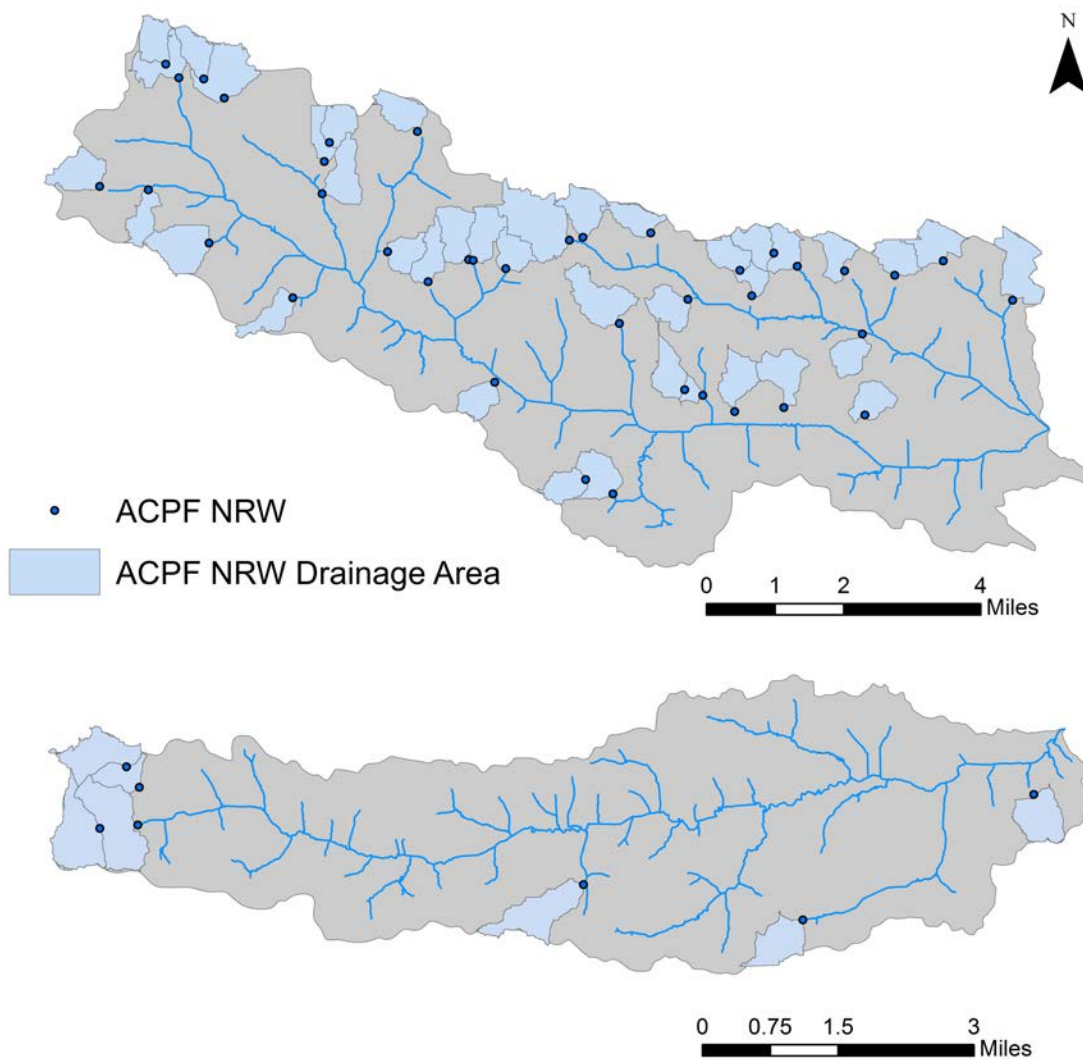 N
ACPF NRW
ACPF NRW Drainage Area
0 1 2 4
Miles
0 0.75 1.5 3
Miles